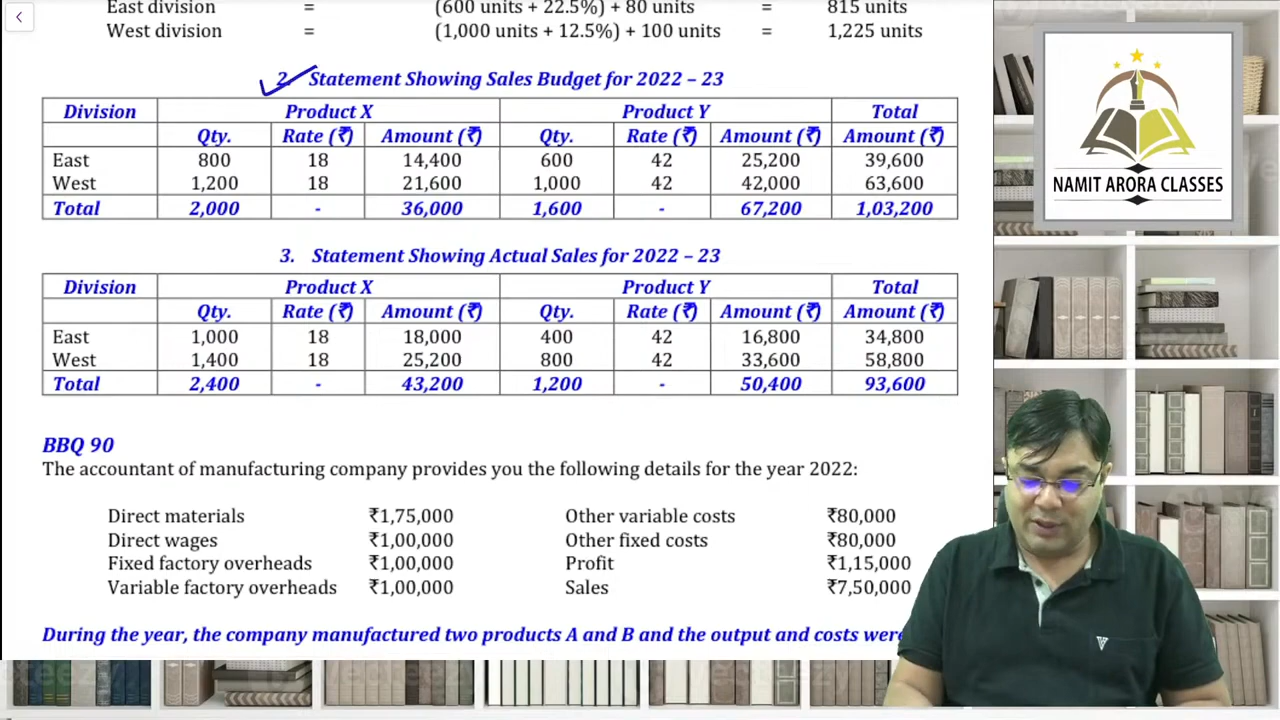 East division = (600 units + 22.5%) + 80 units = 815 units
West division = (1,000 units + 12.5%) + 100 units = 1,225 units
2. Statement Showing Sales Budget for 2022 – 23
Division Product X Product Y Total
Qty. Rate (₹) Amount (₹) Qty. Rate (₹) Amount (₹) Amount (₹)
East 800 18 14,400 600 42 25,200 39,600
West 1,200 18 21,600 1,000 42 42,000 63,600
Total 2,000 - 36,000 1,600 - 67,200 1,03,200
3. Statement Showing Actual Sales for 2022 – 23
Division Product X Product Y Total
Qty. Rate (₹) Amount (₹) Qty. Rate (₹) Amount (₹) Amount (₹)
East 1,000 18 18,000 400 42 16,800 34,800
West 1,400 18 25,200 800 42 33,600 58,800
Total 2,400 - 43,200 1,200 - 50,400 93,600
BBQ 90
The accountant of manufacturing company provides you the following details for the year 2022:
Direct materials ₹1,75,000 Other variable costs ₹80,000
Direct wages ₹1,00,000 Other fixed costs ₹80,000
Fixed factory overheads ₹1,00,000 Profit ₹1,15,000
Variable factory overheads ₹1,00,000 Sales ₹7,50,000
During the year, the company manufactured two products A and B and the output and costs were
NAMIT ARORA CLASSES